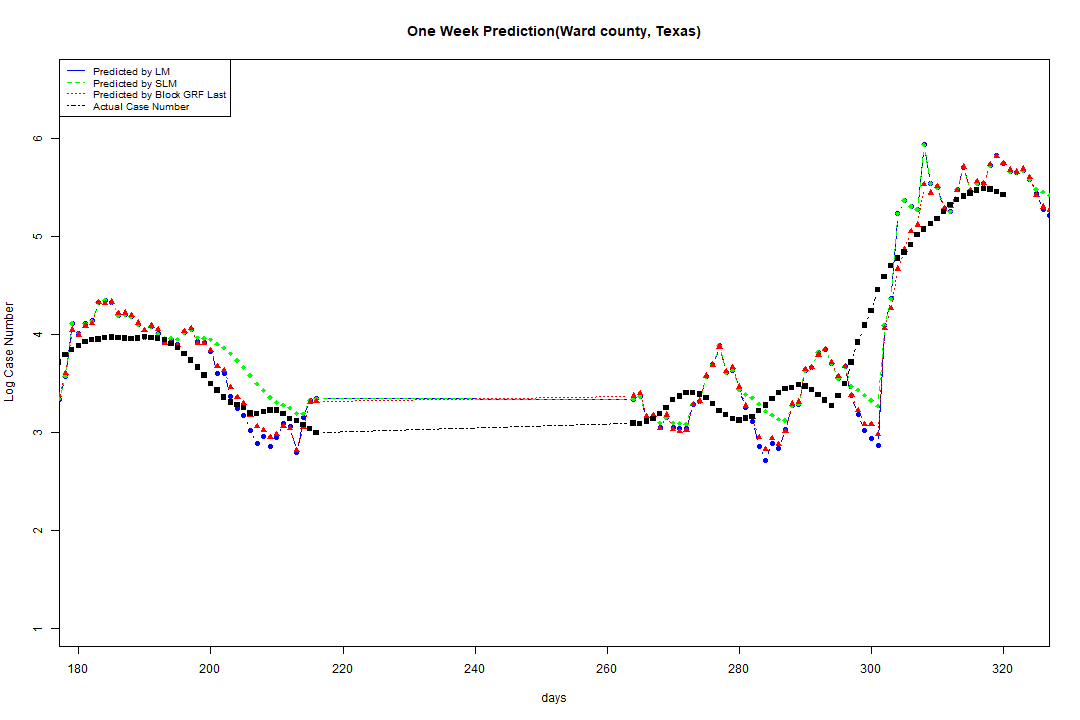 One Week Prediction(Ward county, Texas)
Predicted by LM
Predicted by SLM
Predicted by Block GRF Last
Actual Case Number
Log Case Number
6
5
4
3
2
1
180 200 220 240 260 280 300 320
days